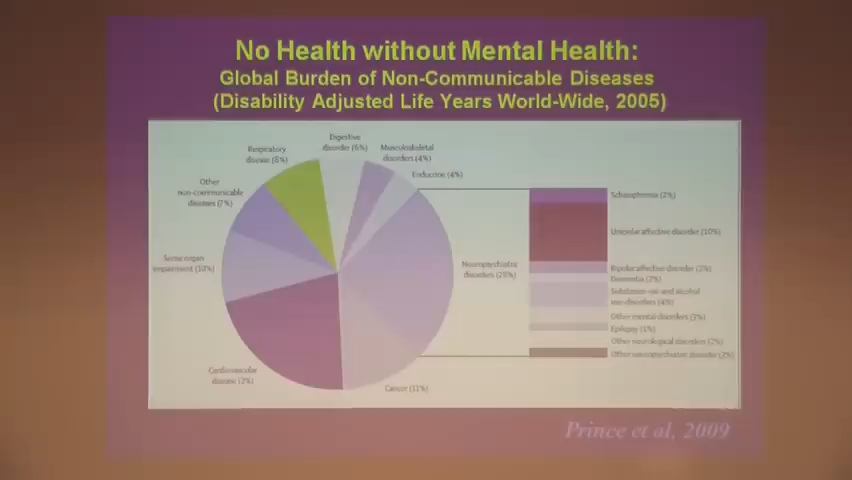 No Health without Mental Health:
Global Burden of Non-Communicable Diseases
(Disability Adjusted Life Years World-Wide, 2005)
Digestive
disorder (6%)
Musculoskeletal
disorders (4%)
Respiratory
disease (8%)
Endocrine (4%)
Other
non-communicable
diseases (7%)
Schizophrenia (2%)
Unipolar affective disorder (10%)
Sense organ
impairment (10%)
Neuropsychiatric
disorders (28%)
Bipolar affective disorder (2%)
Dementia (2%)
Substance-use and alcohol
use disorders (4%)
Other mental disorders (3%)
Epilepsy (1%)
Other neurological disorders (2%)
Other neuropsychiatric disorder (2%)
Cardiovascular
disease
Cancer (11%)
Prince et al, 2009